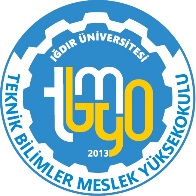 IĞDIR ÜNİVERSİTESİ
tbmyo
2013
TEKNİK BİLİMLER MESLEK YÜKSEKOKULU